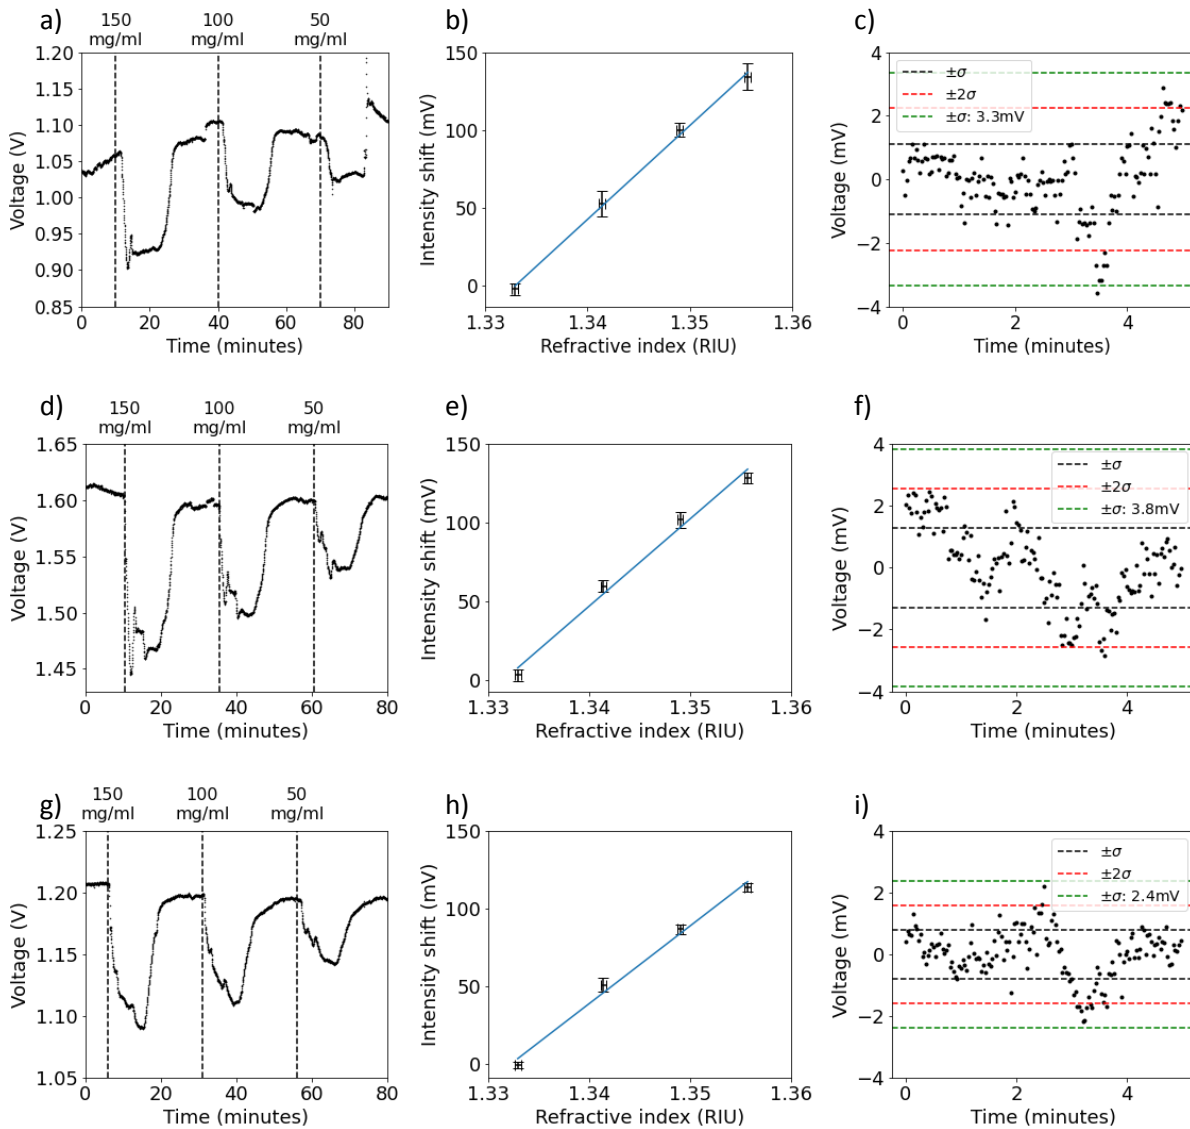 a)
150
mg/ml
100
mg/ml
50
mg/ml
1.20
1.15
1.10
1.05
1.00
0.95
0.90
0.85
Voltage (V)
0
20
40
60
80
Time (minutes)
b)
150
100
50
0
Intensity shift (mV)
1.33
1.34
1.35
1.36
Refractive index (RIU)
c)
4
2
0
−2
−4
Voltage (mV)
±σ
±2σ
±σ: 3.3mV
0
2
4
Time (minutes)
d)
150
mg/ml
100
mg/ml
50
mg/ml
1.65
1.60
1.55
1.50
1.45
Voltage (V)
0
20
40
60
80
Time (minutes)
e)
150
100
50
0
Intensity shift (mV)
1.33
1.34
1.35
1.36
Refractive index (RIU)
f)
4
2
0
−2
−4
Voltage (mV)
±σ
±2σ
±σ: 3.8mV
0
2
4
Time (minutes)
g)
150
mg/ml
100
mg/ml
50
mg/ml
1.25
1.20
1.15
1.10
1.05
Voltage (V)
0
20
40
60
80
Time (minutes)
h)
150
100
50
0
Intensity shift (mV)
1.33
1.34
1.35
1.36
Refractive index (RIU)
i)
4
2
0
−2
−4
Voltage (mV)
±σ
±2σ
±σ: 2.4mV
0
2
4
Time (minutes)